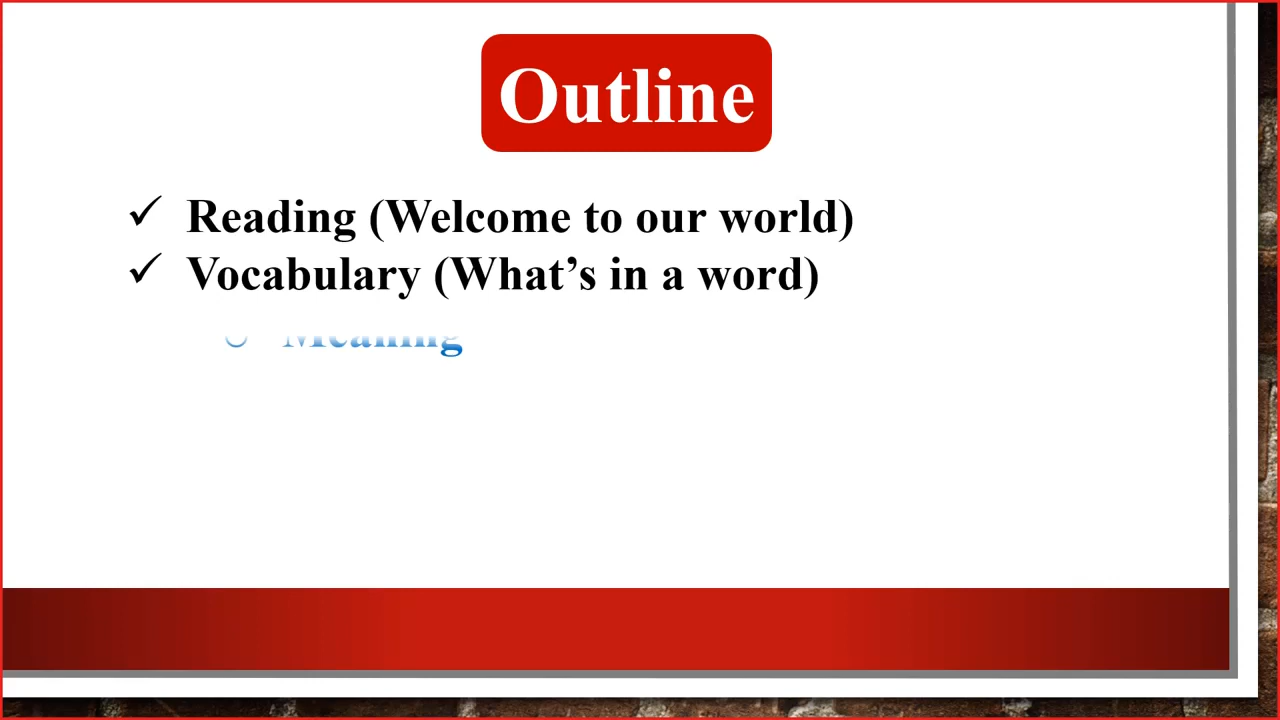 Outline
✓ Reading (Welcome to our world)
✓ Vocabulary (What’s in a word)
○ Meaning